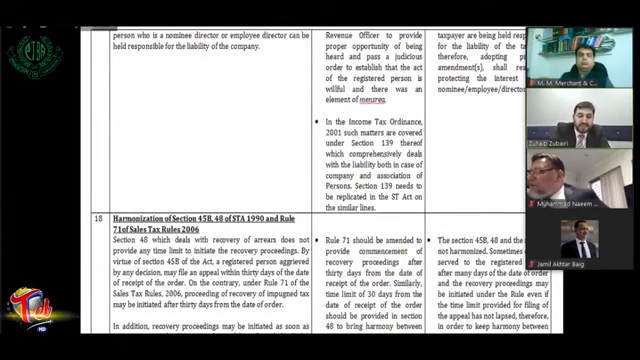 PTBA
person who is a nominee director or employee director can be
held responsible for the liability of the company.
Revenue Officer to provide
proper opportunity of being
heard and pass a judicious
order to establish that the act
of the registered person is
willful and there was an
element of mensrea.
• In the Income Tax Ordinance,
2001 such matters are covered
under Section 139 thereof
which comprehensively deals
with the liability both in case of
company and association of
Persons. Section 139 needs to
be replicated in the ST Act on
the similar lines.
taxpayer are being held respo
for the liability of the ta
therefore, adopting pr
amendment(s), shall res
protecting the interest
nominee/employee/director
18
Harmonization of Section 45B, 48 of STA 1990 and Rule
71of Sales Tax Rules 2006
Section 48 which deals with recovery of arrears does not
provide any time limit to initiate the recovery proceedings. By
virtue of section 45B of the Act, a registered person aggrieved
by any decision, may file an appeal within thirty days of the
date of receipt of the order. On the contrary, under Rule 71 of
the Sales Tax Rules, 2006, proceeding of recovery of impugned tax
may be initiated after thirty days from the date of order.
In addition, recovery proceedings may be initiated as soon as
• Rule 71 should be amended to
provide commencement of
recovery proceedings after
thirty days from the date of
receipt of the order. Similarly,
time limit of 30 days from the
date of receipt of the order
should be provided in section
48 to bring harmony between
• The section 45B, 48 and the
not harmonized. Sometimes
served to the registered
after many days of the date of order
and the recovery proceedings may
be initiated under the Rule even if
the time limit provided for filing of
the appeal has not lapsed; therefore,
in order to keep harmony between
M. M. Merchant & C...
Zuhaib Zubairi
Muhammad Naeem
Jamil Akhtar Baig
HD